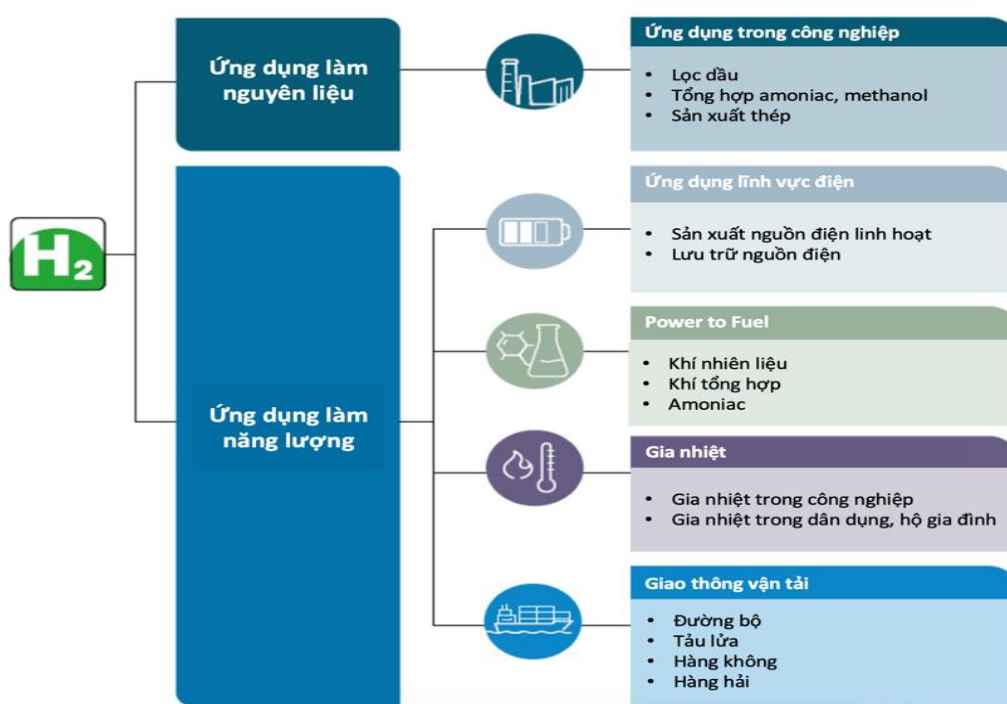 H2
Ứng dụng làm
nguyên liệu
Ứng dụng trong công nghiệp
• Lọc dầu
• Tổng hợp amoniac, methanol
• Sản xuất thép
Ứng dụng làm
năng lượng
Ứng dụng lĩnh vực điện
• Sản xuất nguồn điện linh hoạt
• Lưu trữ nguồn điện
Power to Fuel
• Khí nhiên liệu
• Khí tổng hợp
• Amoniac
Gia nhiệt
• Gia nhiệt trong công nghiệp
• Gia nhiệt trong dân dụng, hộ gia đình
Giao thông vận tải
• Đường bộ
• Tảu lửa
• Hàng không
• Hàng hải